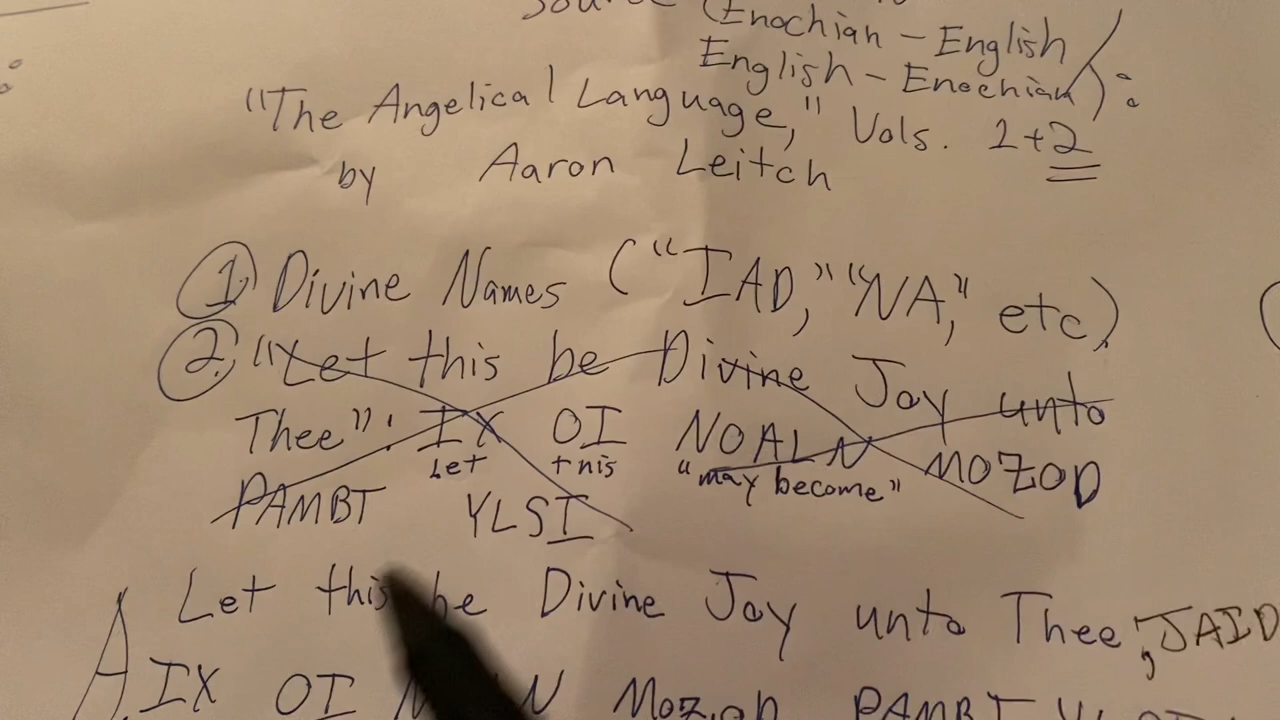 Source
(Enochian - English
English - Enochian):
"The Angelical Language," Vols. 1+2
by Aaron Leitch
1. Divine Names ("IAD," "NA," etc)
2. "Let this be Divine Joy unto
Thee": IX OI NOALN MOZOD
Let this "may become"
PAMBT YLSI
Let this be Divine Joy unto Thee, JAID
A. IX OI MOZOD PAMBT